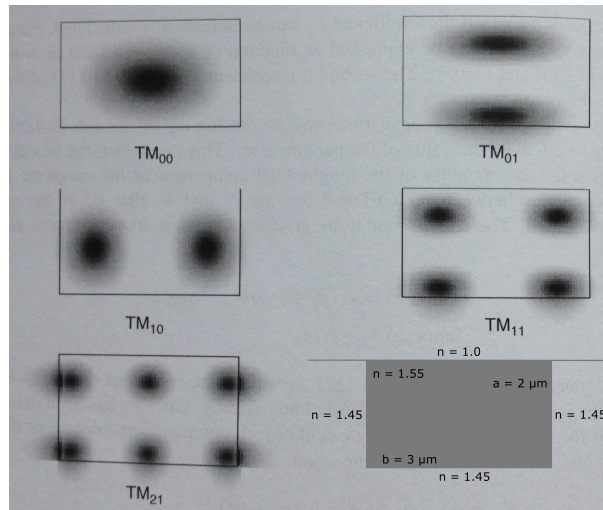 TM₀₀
TM₀₁
TM₁₀
TM₁₁
n = 1.0
n = 1.55
a = 2 μm
n = 1.45
n = 1.45
b = 3 μm
n = 1.45
TM₂₁